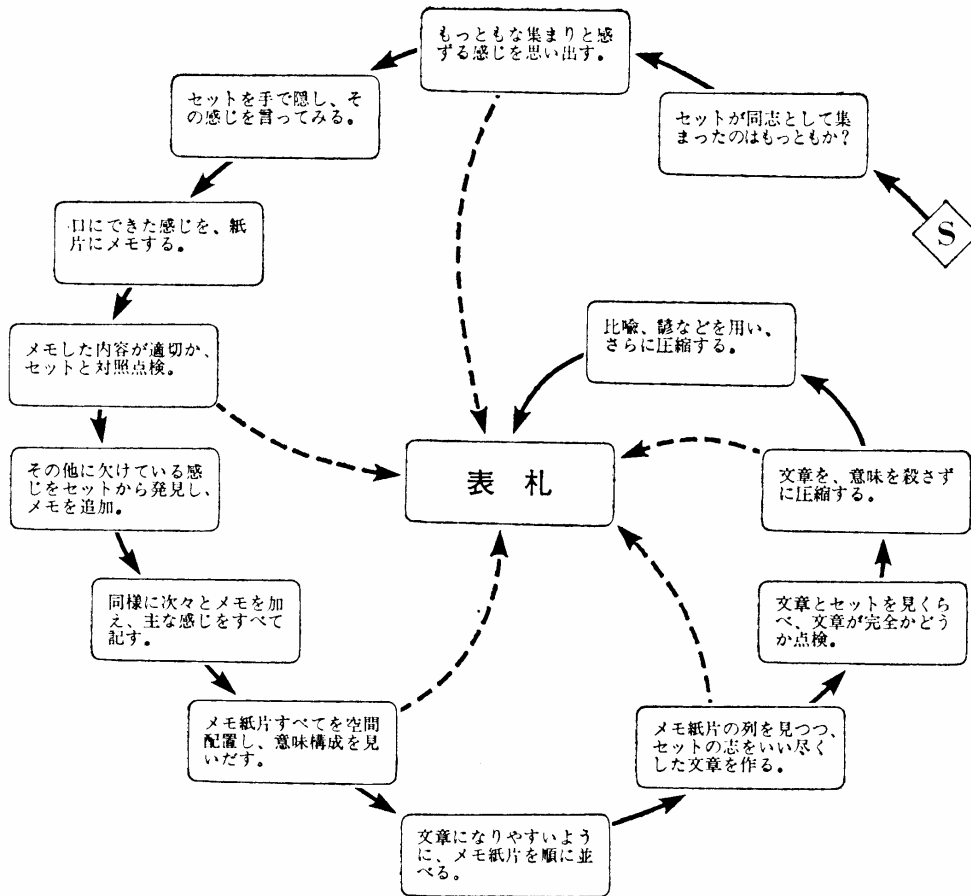 S
セットが同志として集
まったのはもっともか?
もっともな集まりと感
ずる感じを思い出す。
セットを手で隠し、そ
の感じを言ってみる。
口にできた感じを、紙
片にメモする。
メモした内容が適切か、
セットと対照点検。
その他に欠けている感
じをセットから発見し、
メモを追加。
同様に次々とメモを加
え、主な感じをすべて
記す。
メモ紙片すべてを空間
配置し、意味構成を見
いだす。
文章になりやすいよう
に、メモ紙片を順に並
べる。
メモ紙片の列を見つつ、
セットの志をいい尽く
した文章を作る。
文章とセットを見くら
べ、文章が完全かどう
か点検。
文章を、意味を殺さず
に圧縮する。
比喩、諺などを用い、
さらに圧縮する。
表札